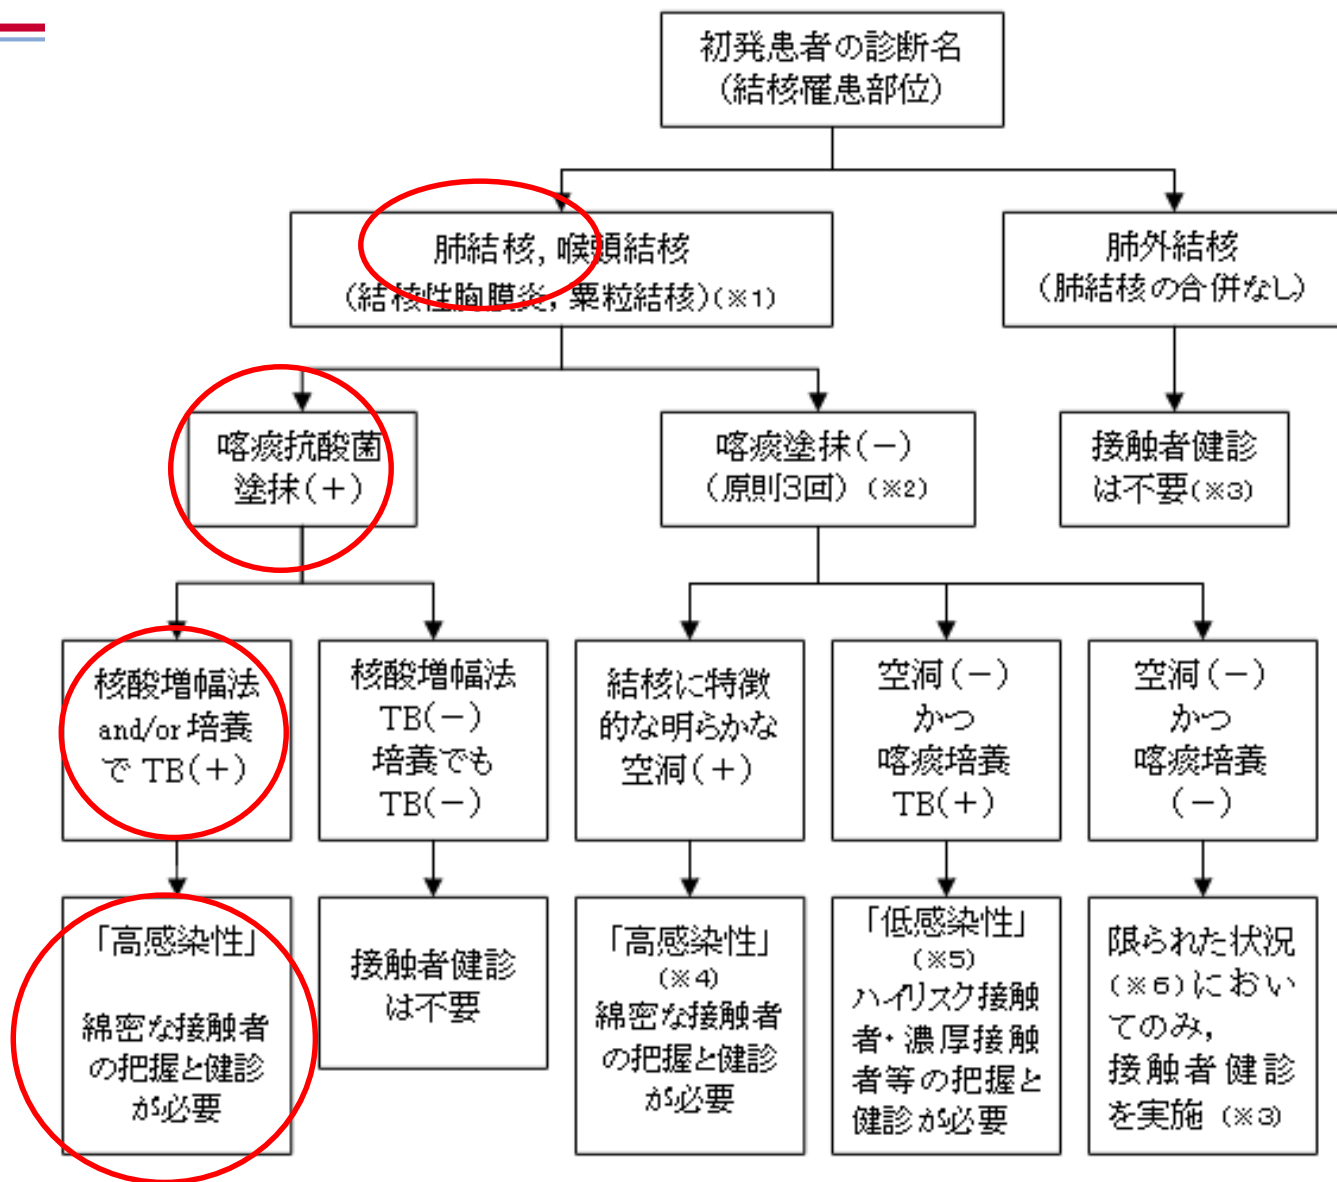 初発患者の診断名
(結核罹患部位)
肺結核, 喉頭結核
(結核性胸膜炎, 粟粒結核)(※1)
肺外結核
(肺結核の合併なし)
喀痰抗酸菌
塗抹(+)
喀痰塗抹(-)
(原則3回) (※2)
接触者健診
は不要(※3)
核酸増幅法
and/or 培養
で TB(+)
核酸増幅法
TB(-)
培養でも
TB(-)
結核に特徴
的な明らかな
空洞(+)
空洞(-)
かつ
喀痰培養
TB(+)
空洞(-)
かつ
喀痰培養
(-)
「高感染性」
綿密な接触者
の把握と健診
が必要
接触者健診
は不要
「高感染性」
(※4)
綿密な接触者
の把握と健診
が必要
「低感染性」
(※5)
ハイリスク接触
者・濃厚接触
者等の把握と
健診が必要
限られた状況
(※6)におい
てのみ,
接触者健診
を実施 (※3)